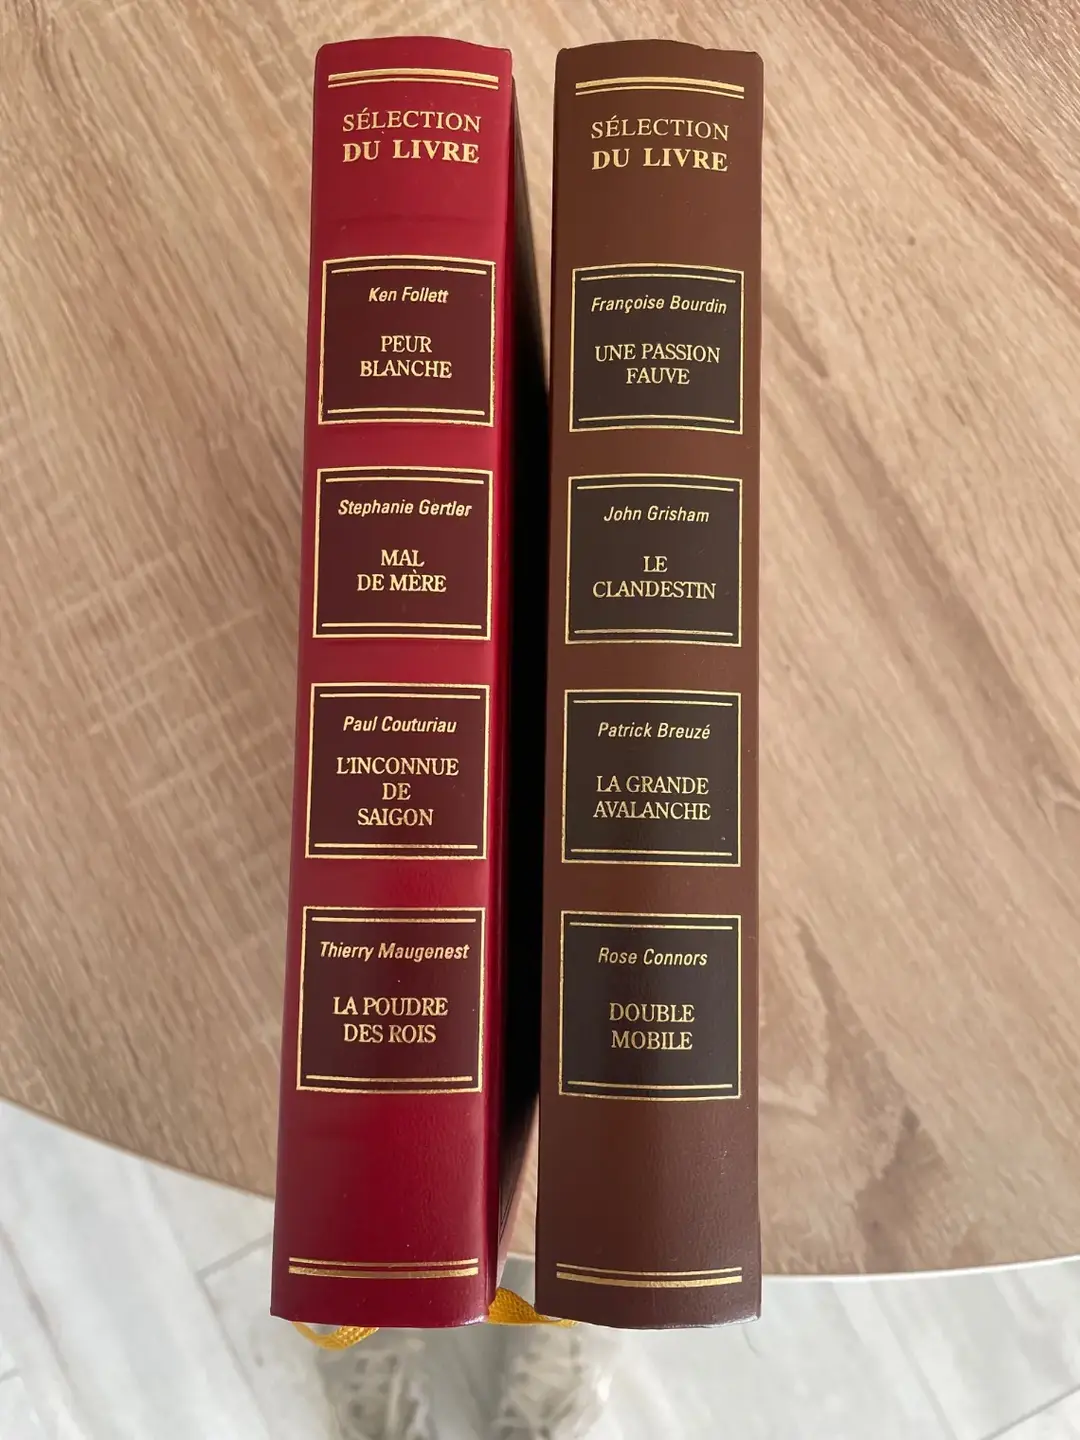 SÉLECTION
DU LIVRE
Ken Follett
PEUR
BLANCHE
Stephanie Gertler
MAL
DE MÈRE
Paul Couturiau
L'INCONNUE
DE
SAIGON
Thierry Maugenest
LA POUDRE
DES ROIS
SÉLECTION
DU LIVRE
Françoise Bourdin
UNE PASSION
FAUVE
John Grisham
LE
CLANDESTIN
Patrick Breuzé
LA GRANDE
AVALANCHE
Rose Connors
DOUBLE
MOBILE